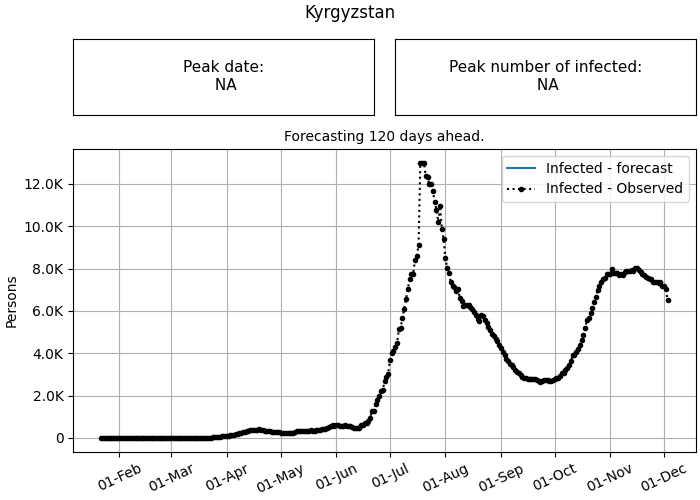 Kyrgyzstan
Peak date:
NA
Peak number of infected:
NA
Forecasting 120 days ahead.
Infected - forecast
Infected - Observed
12.0K
10.0K
8.0K
6.0K
4.0K
2.0K
0
Persons
01-Feb
01-Mar
01-Apr
01-May
01-Jun
01-Jul
01-Aug
01-Sep
01-Oct
01-Nov
01-Dec